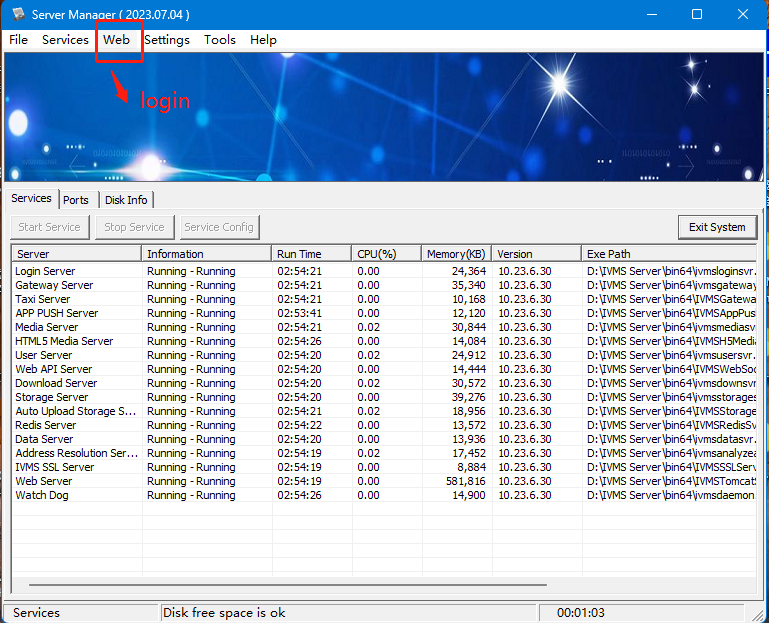 Server Manager ( 2023.07.04 )
File Services Web Settings Tools Help
login
Services Ports Disk Info
Start Service Stop Service Service Config Exit System
Server Information Run Time CPU(%) Memory(KB) Version Exe Path
Login Server Running - Running 02:54:21 0.00 24,364 10.23.6.30 D:\IVMS Server\bin64\ivmsloginsvr.
Gateway Server Running - Running 02:54:21 0.00 35,340 10.23.6.30 D:\IVMS Server\bin64\ivmsgateway
Taxi Server Running - Running 02:54:21 0.00 10,168 10.23.6.30 D:\IVMS Server\bin64\IVMSGatewa
APP PUSH Server Running - Running 02:53:41 0.00 12,120 10.23.6.30 D:\IVMS Server\bin64\IVMSAppPus
Media Server Running - Running 02:54:21 0.02 30,844 10.23.6.30 D:\IVMS Server\bin64\ivmsmediasv
HTML5 Media Server Running - Running 02:54:26 0.00 14,084 10.23.6.30 D:\IVMS Server\bin64\IVMSH5Medi
User Server Running - Running 02:54:20 0.02 24,912 10.23.6.30 D:\IVMS Server\bin64\ivmsusersvr.
Web API Server Running - Running 02:54:20 0.00 14,444 10.23.6.30 D:\IVMS Server\bin64\IVMSWebSoc
Download Server Running - Running 02:54:20 0.02 30,572 10.23.6.30 D:\IVMS Server\bin64\ivmsdownsvr
Storage Server Running - Running 02:54:20 0.00 39,276 10.23.6.30 D:\IVMS Server\bin64\ivmsstorages
Auto Upload Storage S... Running - Running 02:54:21 0.02 18,956 10.23.6.30 D:\IVMS Server\bin64\IVMSStorage
Redis Server Running - Running 02:54:22 0.00 13,572 10.23.6.30 D:\IVMS Server\bin64\IVMSRedisSv
Data Server Running - Running 02:54:20 0.00 13,936 10.23.6.30 D:\IVMS Server\bin64\ivmsdatasvr.
Address Resolution Ser... Running - Running 02:54:19 0.02 17,452 10.23.6.30 D:\IVMS Server\bin64\ivmsanalyzea
IVMS SSL Server Running - Running 02:54:19 0.00 8,884 10.23.6.30 D:\IVMS Server\bin64\IVMSSSLServ
Web Server Running - Running 02:54:19 0.00 581,816 10.23.6.30 D:\IVMS Server\bin64\IVMSTomcat
Watch Dog Running - Running 02:54:26 0.00 14,900 10.23.6.30 D:\IVMS Server\bin64\ivmsdaemon.
Services Disk free space is ok 00:01:03